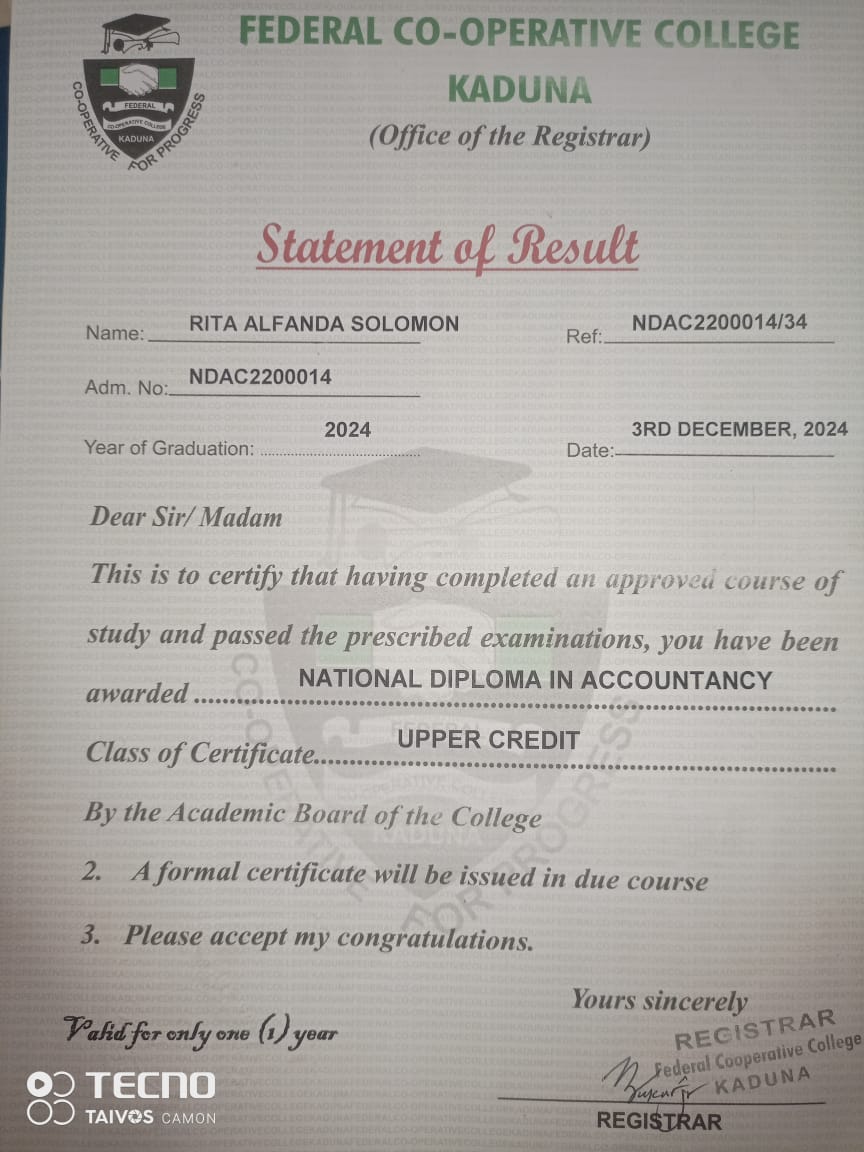 FEDERAL CO-OPERATIVE COLLEGE
KADUNA
(Office of the Registrar)
CO-OPERATIVE FOR PROGRESS
FEDERAL
CO-OPERATIVE COLLEGE
KADUNA
Statement of Result
Name: RITA ALFANDA SOLOMON
Ref: NDAC2200014/34
Adm. No: NDAC2200014
Year of Graduation: 2024
Date: 3RD DECEMBER, 2024
Dear Sir/ Madam
This is to certify that having completed an approved course of
study and passed the prescribed examinations, you have been
awarded NATIONAL DIPLOMA IN ACCOUNTANCY
Class of Certificate UPPER CREDIT
By the Academic Board of the College
2. A formal certificate will be issued in due course
3. Please accept my congratulations.
Yours sincerely
Valid for only one (1) year
REGISTRAR
Federal Cooperative College
KADUNA
REGISTRAR
TECNO
TAIVOS CAMON